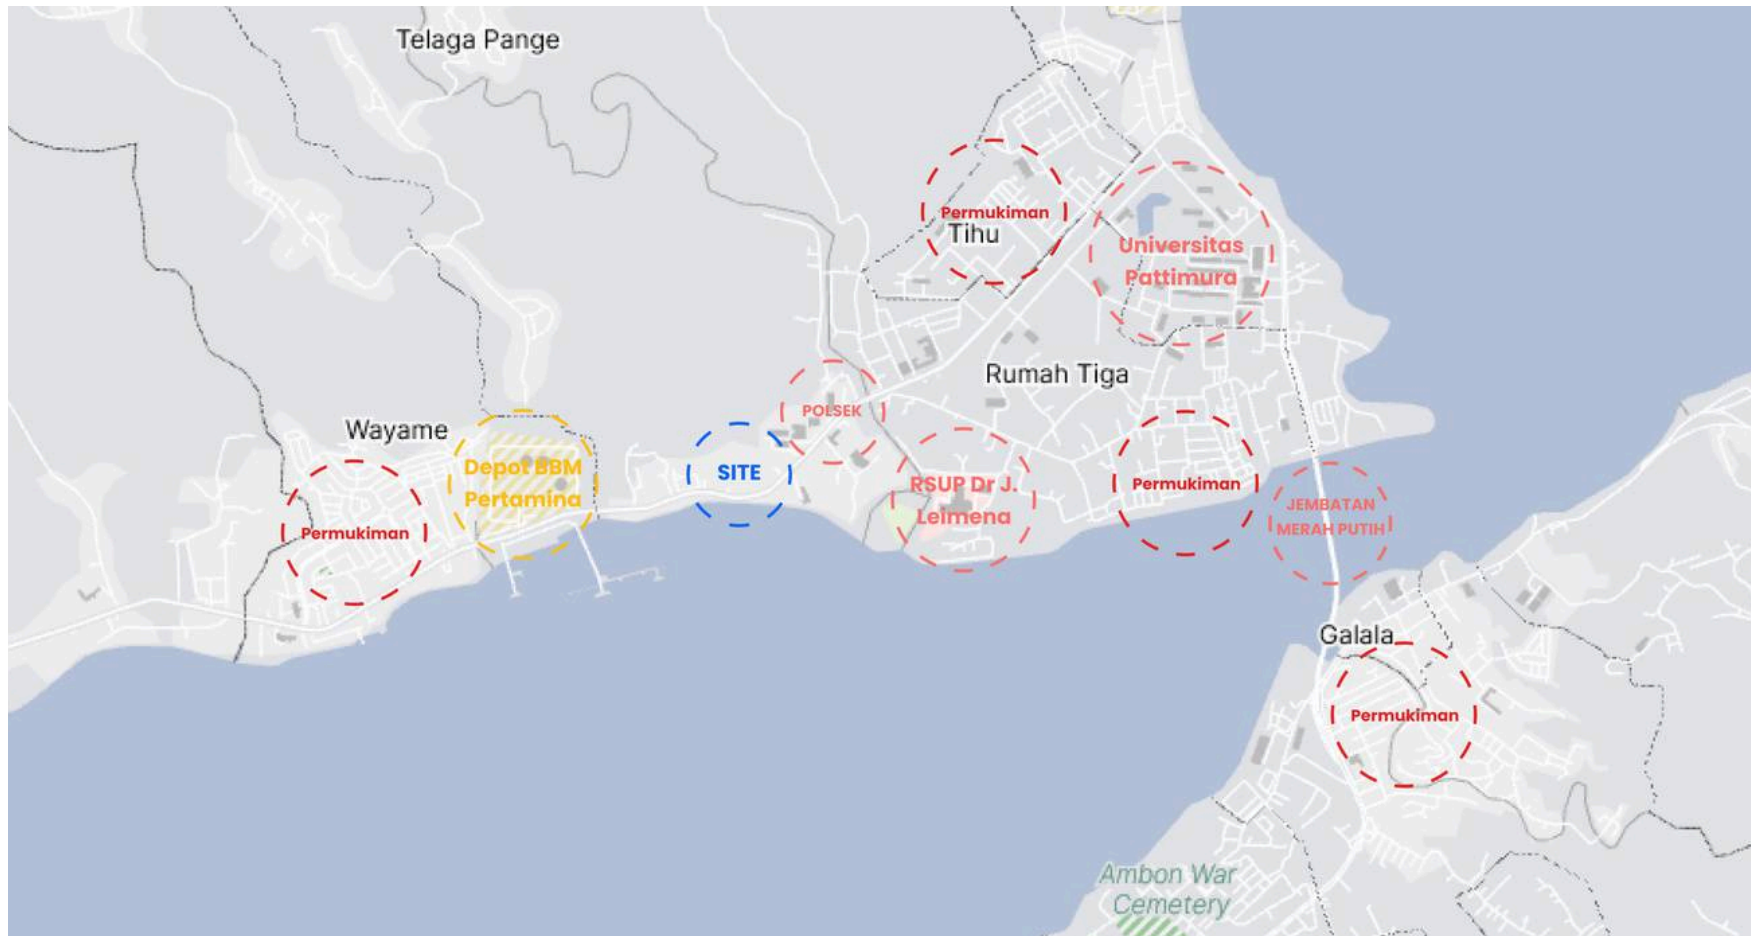 Telaga Pange
Permukiman
Tihu
Universitas
Pattimura
Rumah Tiga
POLSEK
Wayame
Depot BBM
Pertamina
SITE
RSUP Dr J.
Leimena
Permukiman
JEMBATAN
MERAH PUTIH
Permukiman
Galala
Permukiman
Ambon War
Cemetery